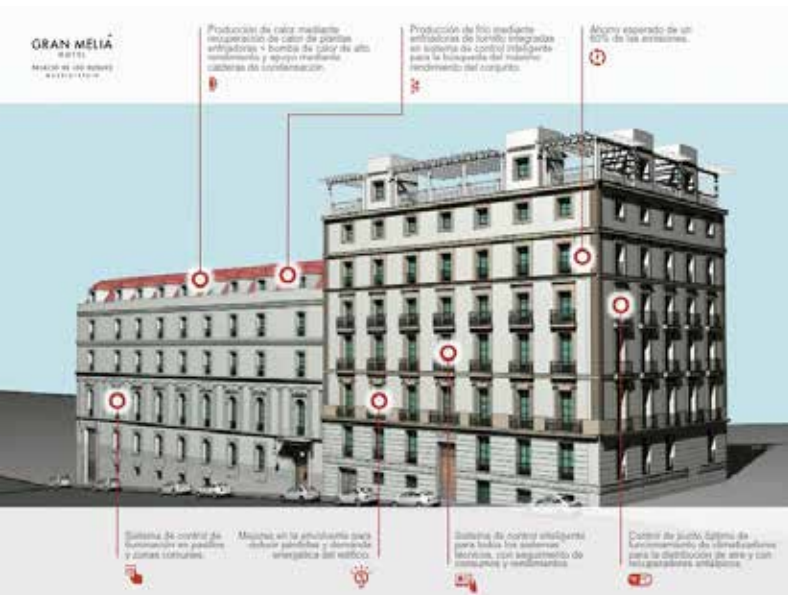 GRAN MELIÁ
HOTEL
PALACIO DE LOS DUQUES
MADRID · SPAIN
Producción de calor mediante
recuperación de calor de plantas
enfriadoras + bomba de calor de alto
rendimiento y apoyo mediante
calderas de condensación.
Producción de frío mediante
enfriadoras de tornillo integradas
en sistema de control inteligente
para la búsqueda del máximo
rendimiento del conjunto.
Ahorro esperado de un
60% de las emisiones.
Sistema de control de
iluminación en pasillos
y zonas comunes.
Mejoras en la envolvente para
reducir pérdidas y demanda
energética del edificio.
Sistema de control inteligente
para todos los sistemas
técnicos, con seguimiento de
consumos y rendimientos.
Control de punto óptimo de
funcionamiento de climatizadores
para la distribución de aire y con
recuperadores entálpicos.